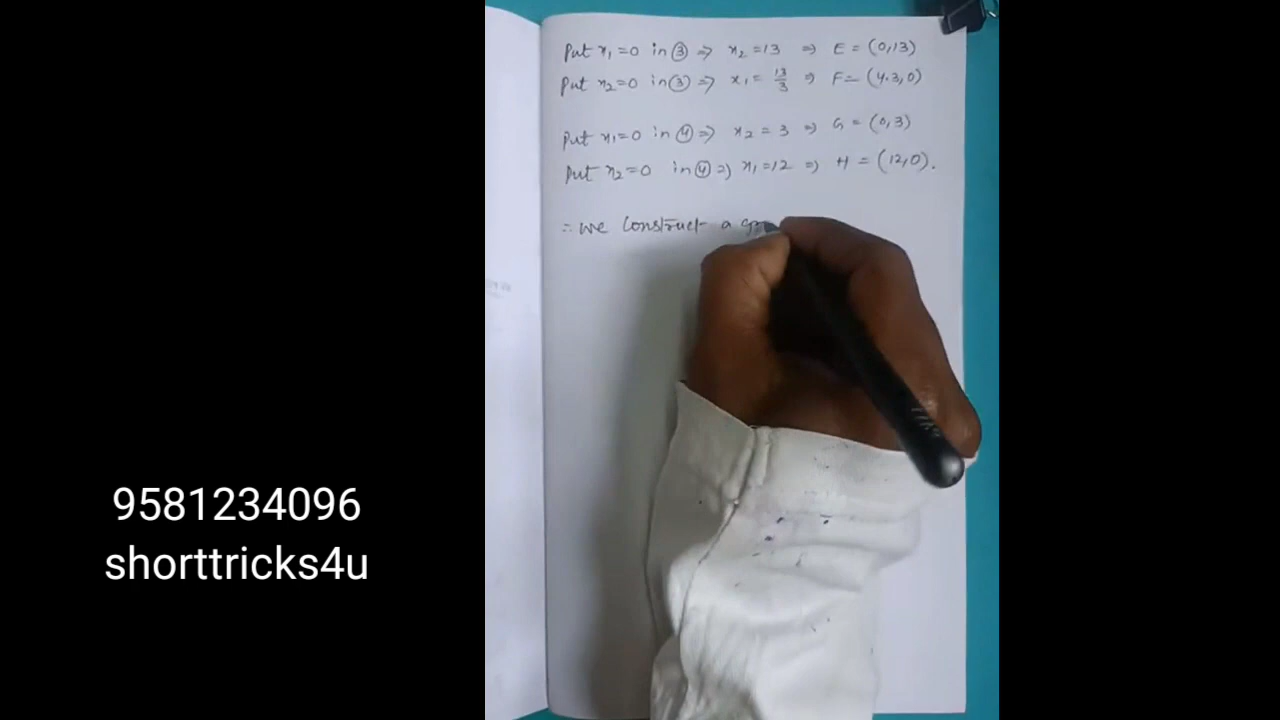 Put x₁=0 in ③ ⇒ x₂=13 ⇒ E = (0,13)
Put x₂=0 in ③ ⇒ x₁ = 13/3 ⇒ F = (4.3,0)
Put x₁=0 in ④ ⇒ x₂ = 3 ⇒ G = (0,3)
Put x₂=0 in ④ ⇒ x₁=12 ⇒ H = (12,0).
∴ We Construct a
9581234096
shorttricks4u